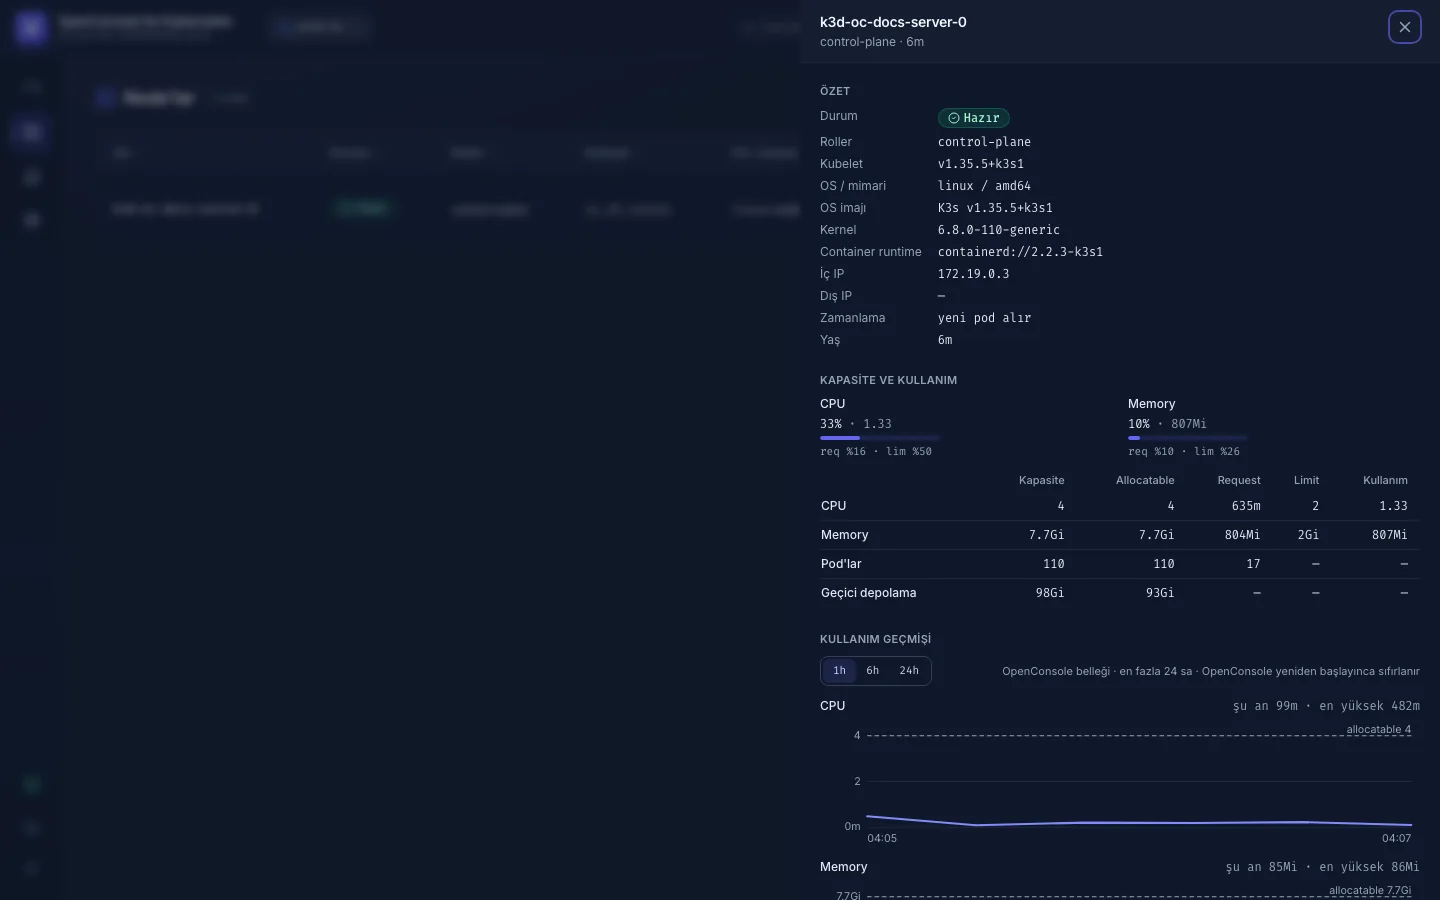 k3d-oc-docs-server-0
control-plane · 6m
ÖZET
Durum Hazır
Roller control-plane
Kubelet v1.35.5+k3s1
OS / mimari linux / amd64
OS imajı K3s v1.35.5+k3s1
Kernel 6.8.0-110-generic
Container runtime containerd://2.2.3-k3s1
İç IP 172.19.0.3
Dış IP —
Zamanlama yeni pod alır
Yaş 6m
KAPASİTE VE KULLANIM
CPU Memory
33% · 1.33 10% · 807Mi
req %16 · lim %50 req %10 · lim %26
Kapasite Allocatable Request Limit Kullanım
CPU 4 4 635m 2 1.33
Memory 7.7Gi 7.7Gi 804Mi 2Gi 807Mi
Pod'lar 110 110 17 — —
Geçici depolama 98Gi 93Gi — — —
KULLANIM GEÇMİŞİ
1h 6h 24h OpenConsole belleği · en fazla 24 sa · OpenConsole yeniden başlayınca sıfırlanır
CPU şu an 99m · en yüksek 482m
allocatable 4
4
2
0m
04:05 04:07
Memory şu an 85Mi · en yüksek 86Mi
allocatable 7.7Gi
7.7Gi